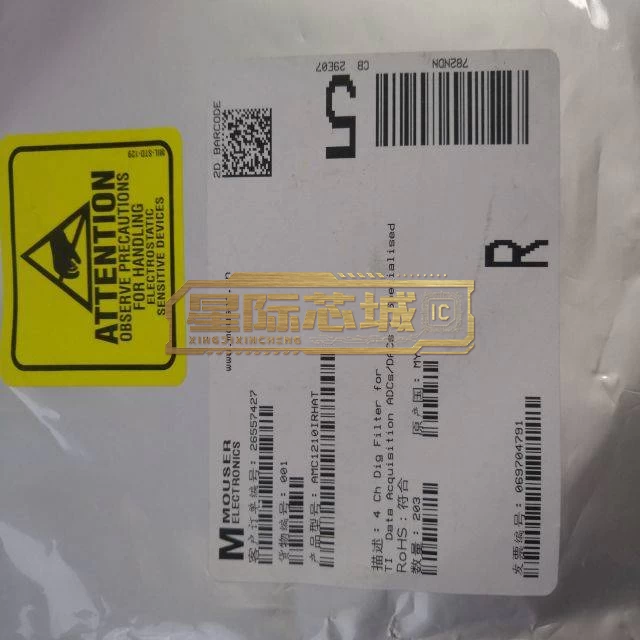 MIL-STD-129
ATTENTION
OBSERVE PRECAUTIONS
FOR HANDLING
ELECTROSTATIC
SENSITIVE DEVICES
2D BARCODE
5
CB 29E07
782NDN
R
星际芯城
IC
XINGJIXINCHENG
M MOUSER
ELECTRONICS
客户订单编号: 26557427
货物编号: 001
产品型号: AMC1210IRHAT
描述: 4 Ch Dig Filter for
TI Data Acquisition ADCs/DACs
RoHS: 符合
原产国: MY
数量: 203
发票编号: 069704791